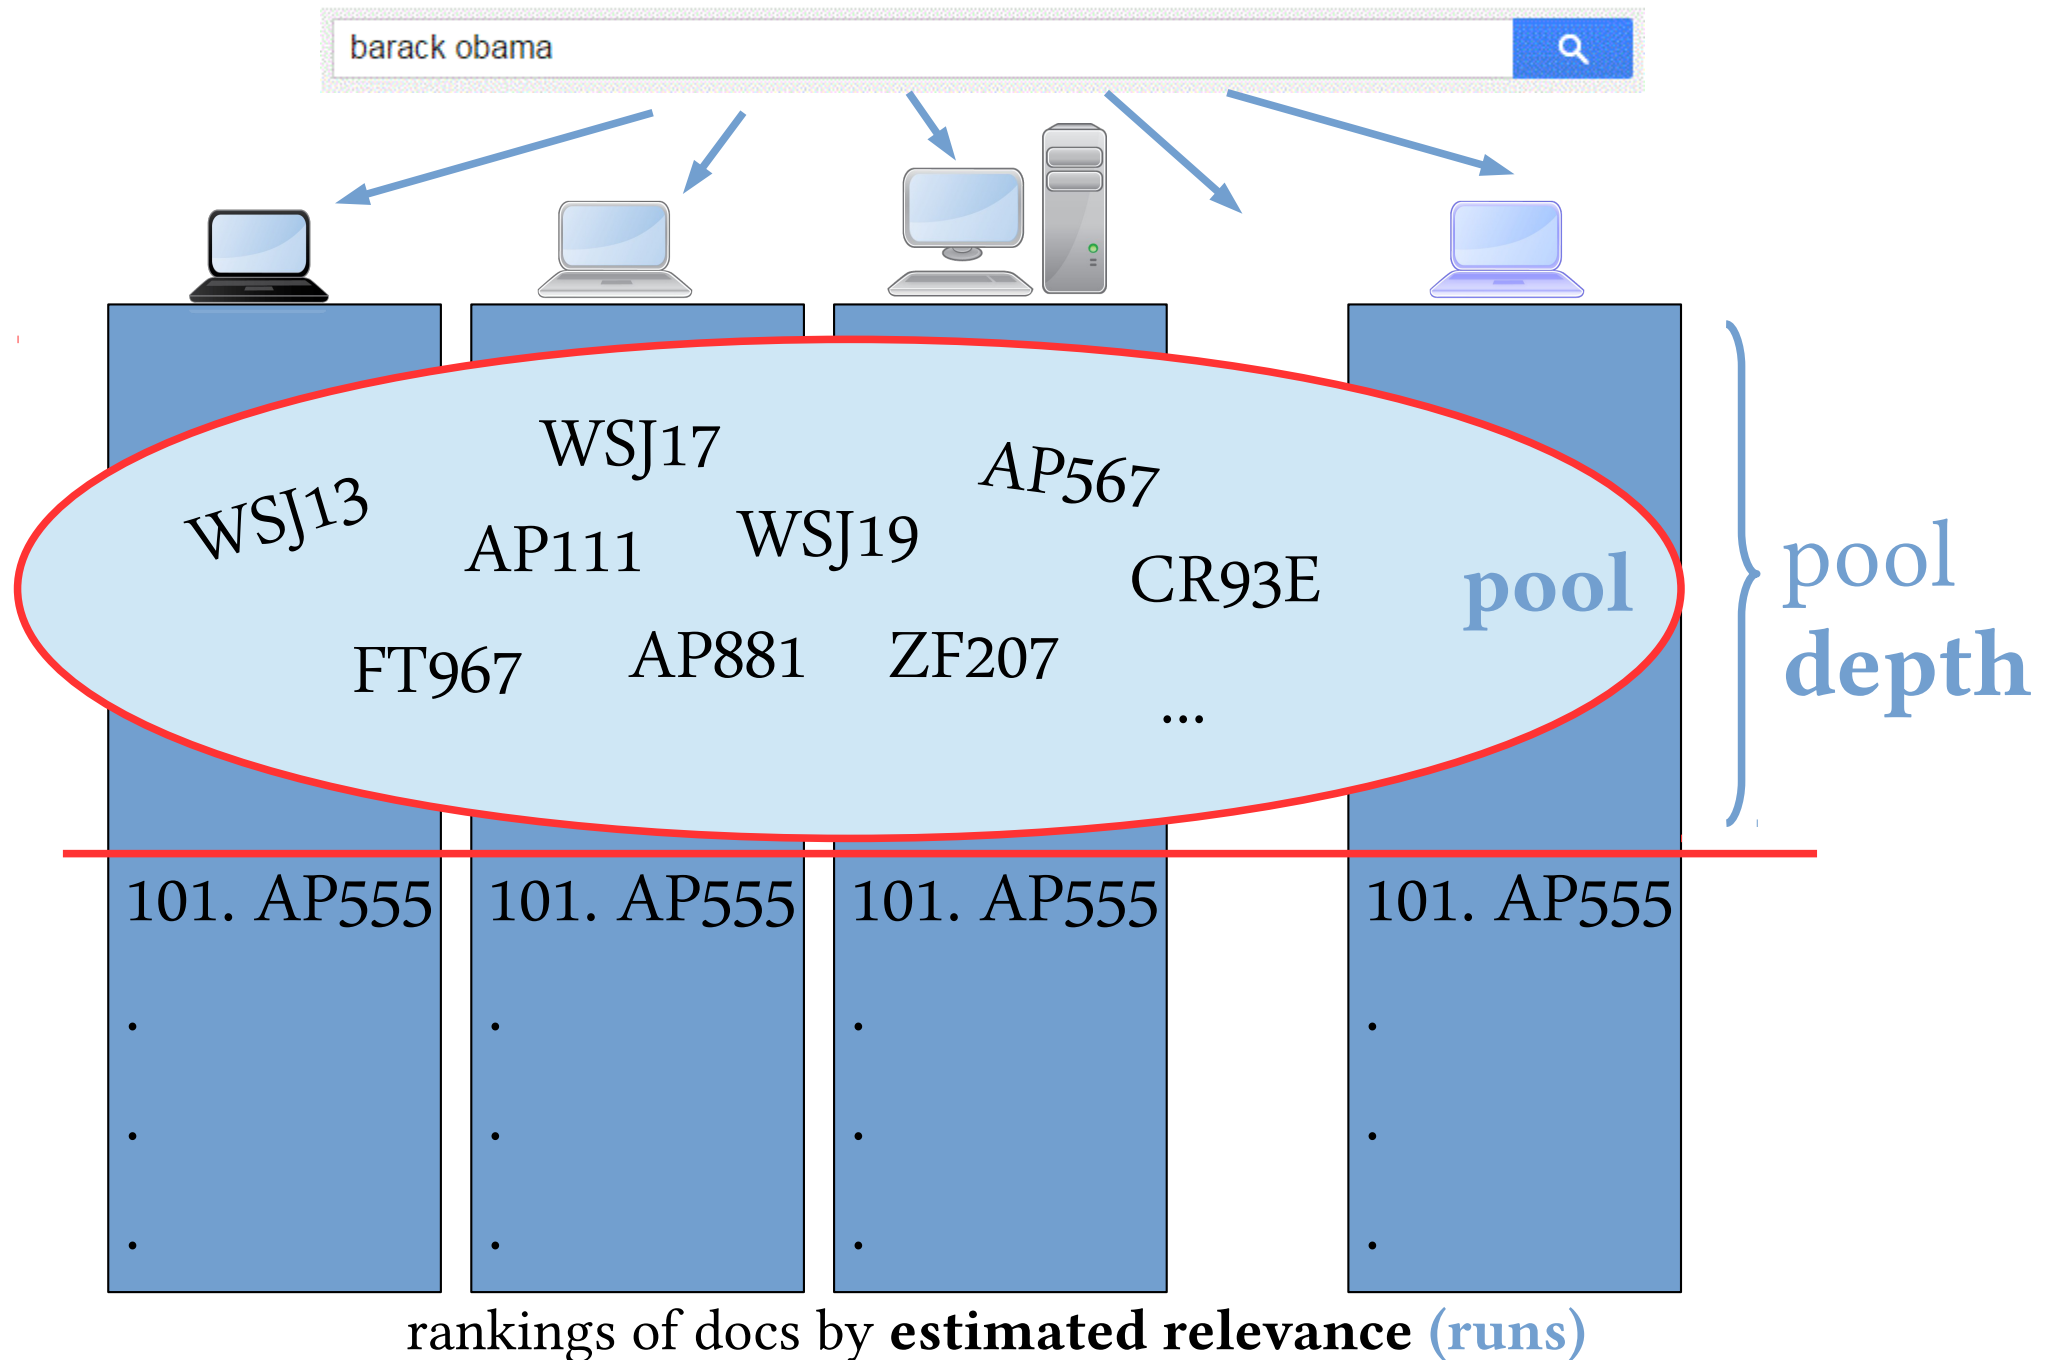 barack obama
WSJ17
AP567
WSJ13
AP111
WSJ19
CR93E
pool
pool
depth
FT967
AP881
ZF207
...
101. AP555
101. AP555
101. AP555
101. AP555
.
.
.
.
.
.
.
.
.
.
.
.
rankings of docs by estimated relevance (runs)